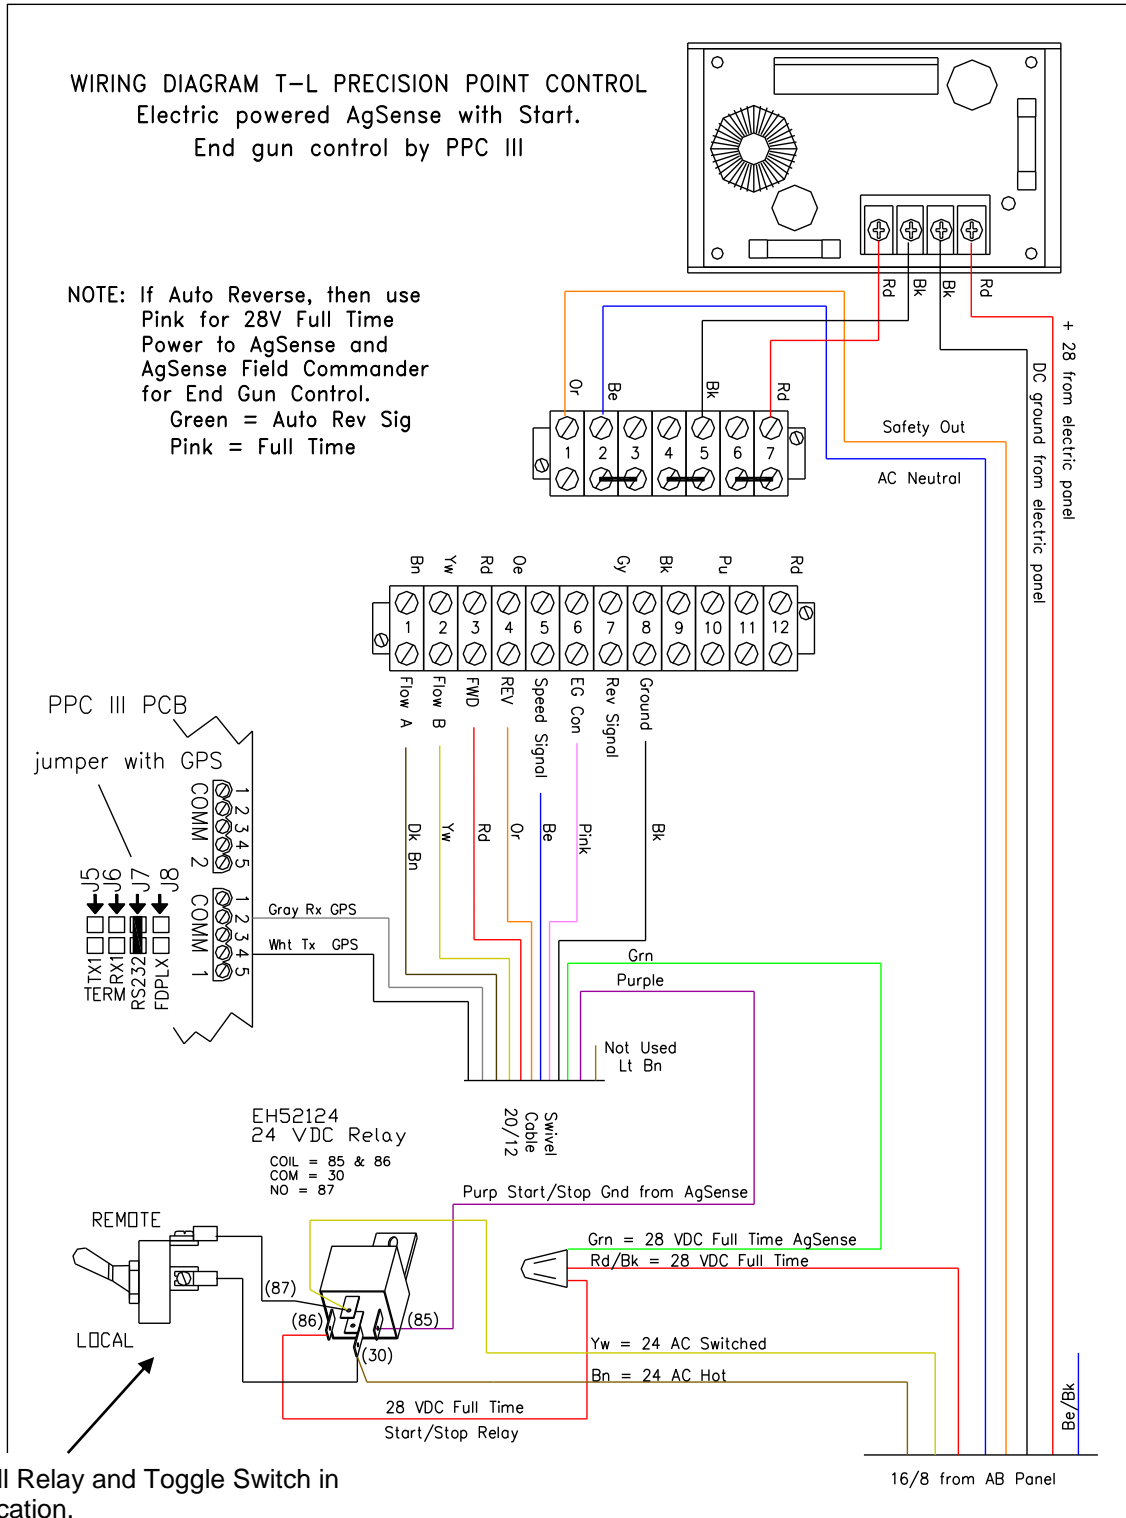 WIRING DIAGRAM T-L PRECISION POINT CONTROL
Electric powered AgSense with Start.
End gun control by PPC III
NOTE: If Auto Reverse, then use
Pink for 28V Full Time
Power to AgSense and
AgSense Field Commander
for End Gun Control.
Green = Auto Rev Sig
Pink = Full Time
Rd
Bk
Bk
Rd
+ 28 from electric panel
DC ground from electric panel
Or
Be
Bk
Rd
Safety Out
AC Neutral
1 2 3 4 5 6 7
Bn
Yw
Rd
Oe
Gy
Bk
Pu
Rd
1 2 3 4 5 6 7 8 9 10 11 12
Flow A
Flow B
FWD
REV
Speed Signal
EG Con
Rev Signal
Ground
PPC III PCB
jumper with GPS
COMM 2
1 2 3 4 5
COMM 1
1 2 3 4 5
J5
J6
J7
J8
TX1
RX1
TERM
RS232
FDPLX
Gray Rx GPS
Wht Tx GPS
Dk Bn
Yw
Rd
Or
Be
Pink
Bk
Grn
Purple
Not Used
Lt Bn
Swivel
Cable
20/12
EH52124
24 VDC Relay
COIL = 85 & 86
COM = 30
NO = 87
Purp Start/Stop Gnd from AgSense
REMOTE
LOCAL
(87)
(86)
(85)
(30)
Grn = 28 VDC Full Time AgSense
Rd/Bk = 28 VDC Full Time
Yw = 24 AC Switched
Bn = 24 AC Hot
28 VDC Full Time
Start/Stop Relay
Be/Bk
16/8 from AB Panel
ll Relay and Toggle Switch in
cation.